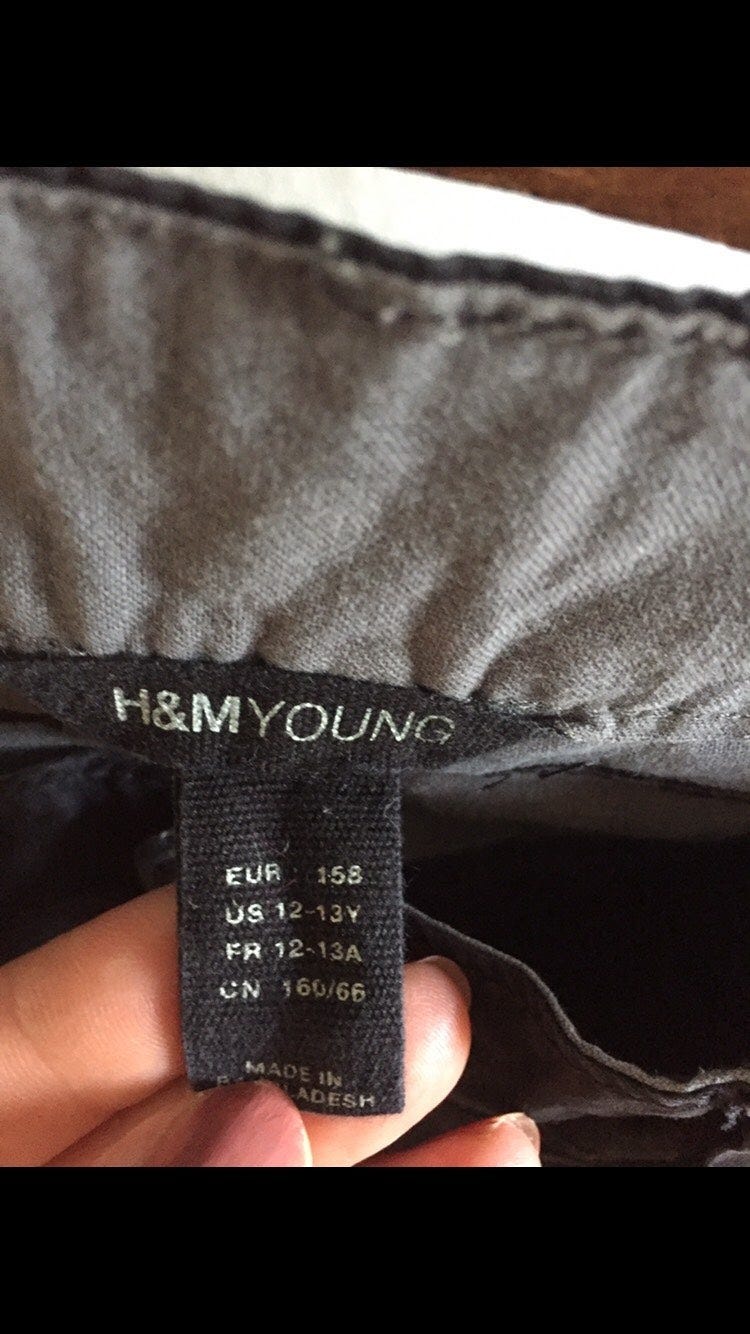 H&M YOUNG
EUR 158
US 12-13Y
FR 12-13A
CN 160/66
MADE IN